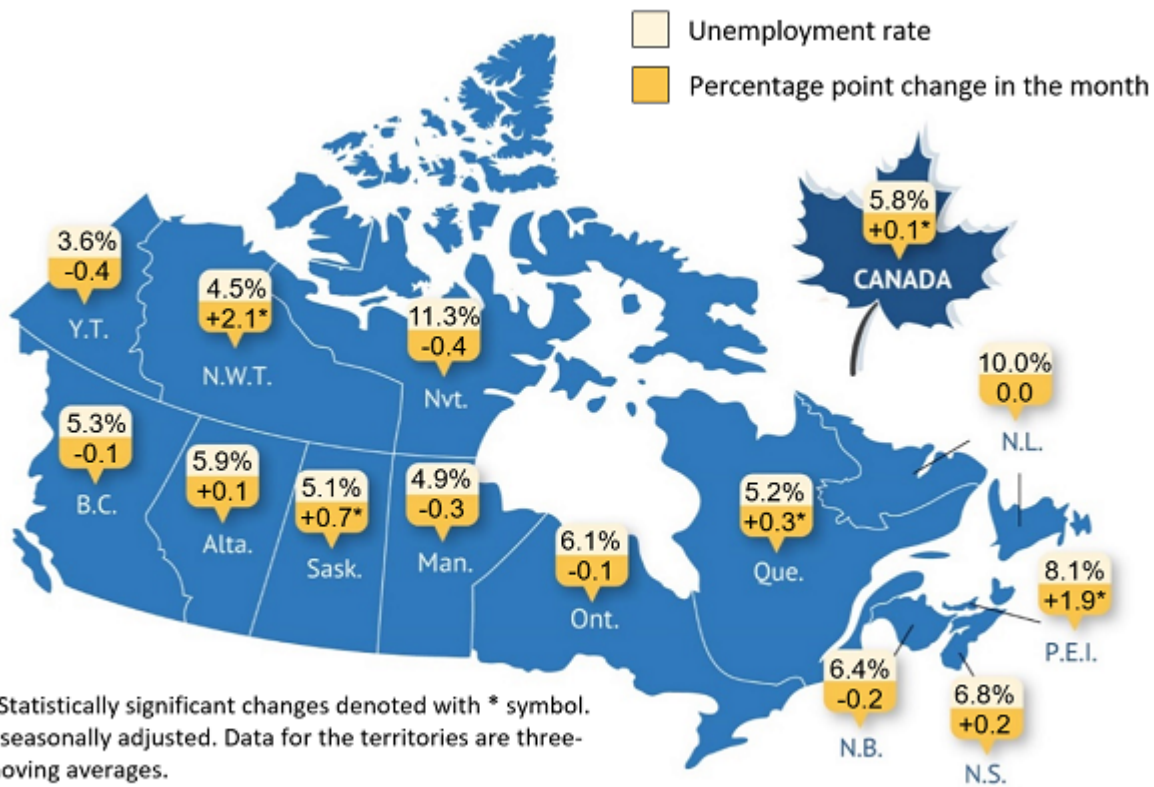 Unemployment rate
Percentage point change in the month
5.8%
+0.1*
CANADA
3.6%
-0.4
Y.T.
4.5%
+2.1*
N.W.T.
11.3%
-0.4
Nvt.
10.0%
0.0
N.L.
5.3%
-0.1
B.C.
5.9%
+0.1
Alta.
5.1%
+0.7*
Sask.
4.9%
-0.3
Man.
6.1%
-0.1
Ont.
5.2%
+0.3*
Que.
8.1%
+1.9*
P.E.I.
6.4%
-0.2
N.B.
6.8%
+0.2
N.S.
Statistically significant changes denoted with * symbol.
seasonally adjusted. Data for the territories are three-
averages.